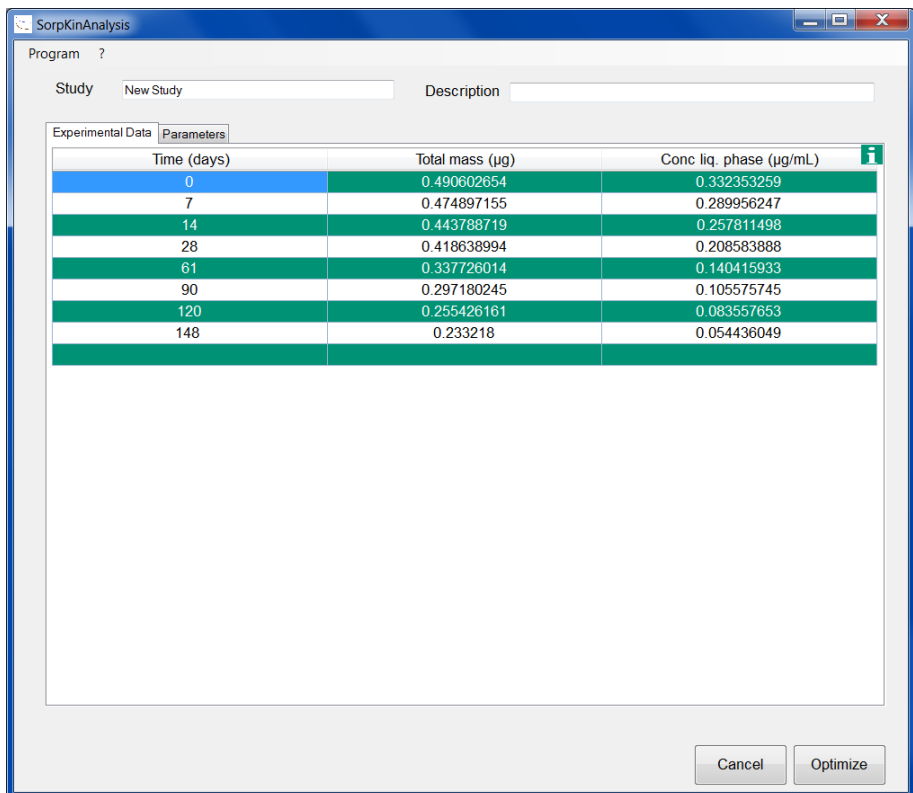 SorpKinAnalysis
Program ?
Study New Study Description
Experimental Data Parameters
Time (days) Total mass (µg) Conc liq. phase (µg/mL) i
0 0.490602654 0.332353259
7 0.474897155 0.289956247
14 0.443788719 0.257811498
28 0.418638994 0.208583888
61 0.337726014 0.140415933
90 0.297180245 0.105575745
120 0.255426161 0.083557653
148 0.233218 0.054436049
Cancel Optimize